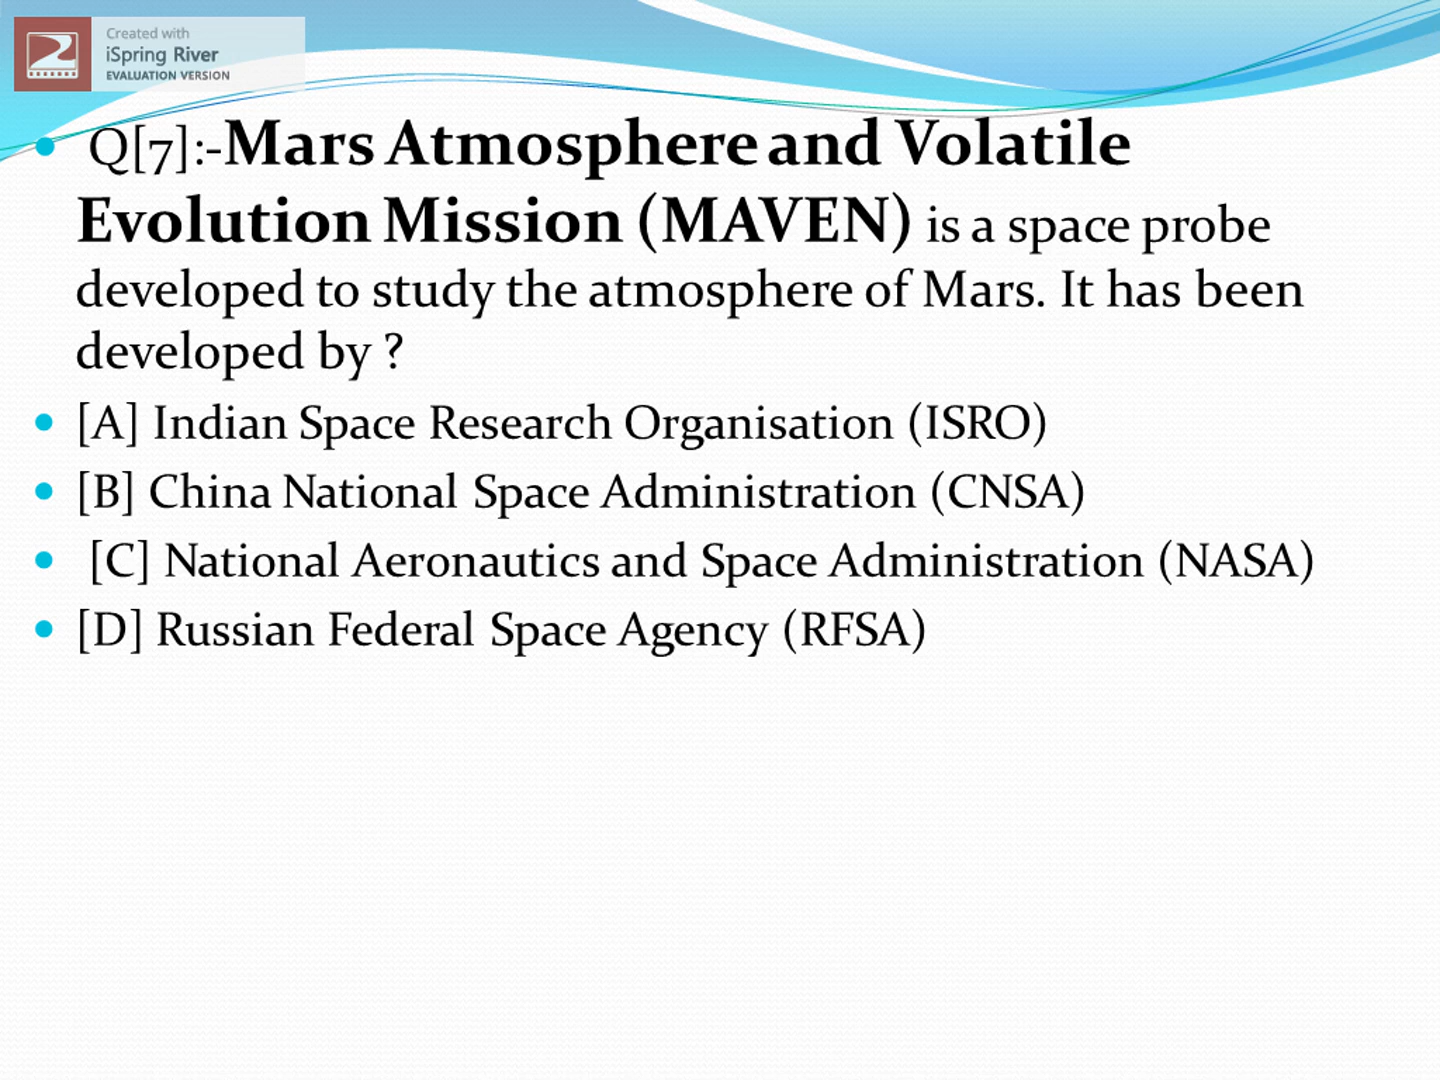 Created with
iSpring River
EVALUATION VERSION
Q[7]:-Mars Atmosphere and Volatile
Evolution Mission (MAVEN) is a space probe
developed to study the atmosphere of Mars. It has been
developed by ?
[A] Indian Space Research Organisation (ISRO)
[B] China National Space Administration (CNSA)
[C] National Aeronautics and Space Administration (NASA)
[D] Russian Federal Space Agency (RFSA)